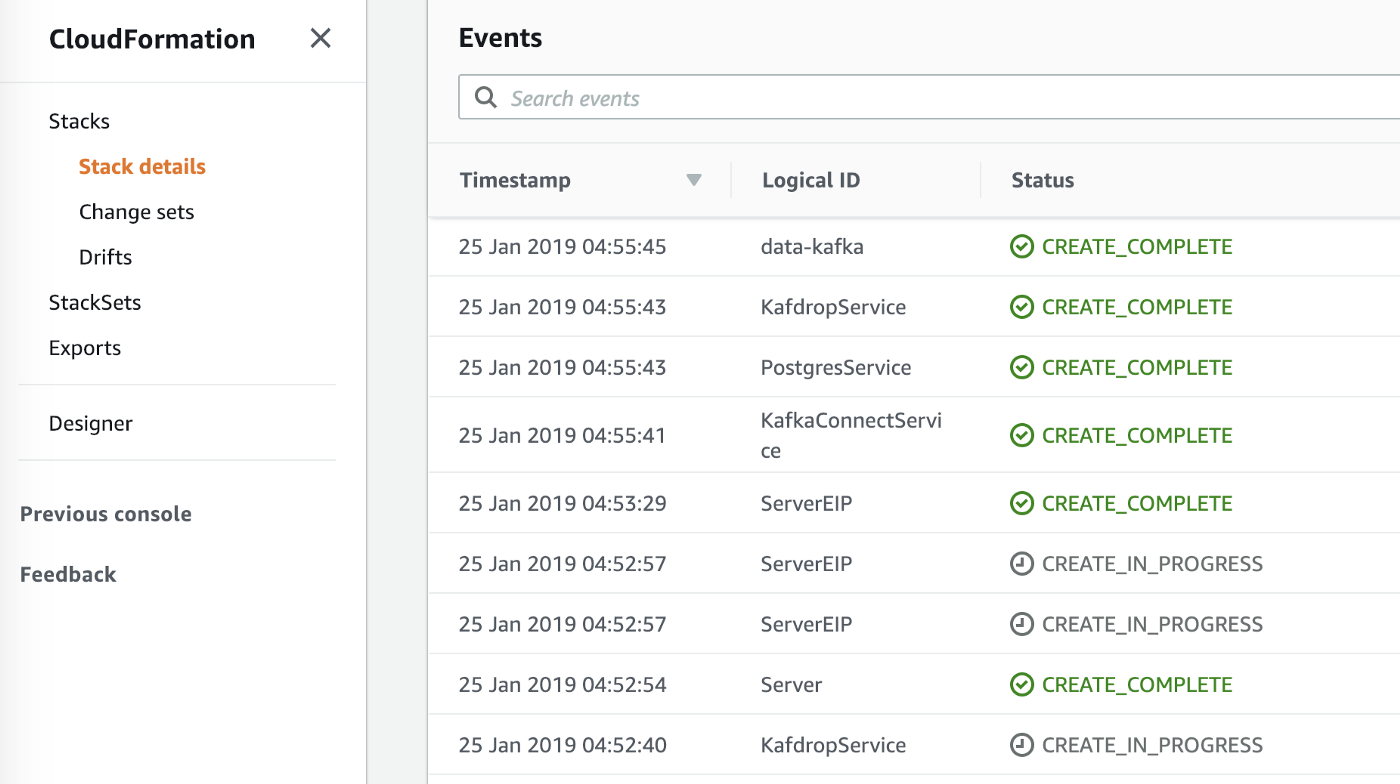 CloudFormation
Stacks
Stack details
Change sets
Drifts
StackSets
Exports
Designer
Previous console
Feedback
Events
Search events
Timestamp Logical ID Status
25 Jan 2019 04:55:45 data-kafka CREATE_COMPLETE
25 Jan 2019 04:55:43 KafdropService CREATE_COMPLETE
25 Jan 2019 04:55:43 PostgresService CREATE_COMPLETE
25 Jan 2019 04:55:41 KafkaConnectServi CREATE_COMPLETE
ce
25 Jan 2019 04:53:29 ServerEIP CREATE_COMPLETE
25 Jan 2019 04:52:57 ServerEIP CREATE_IN_PROGRESS
25 Jan 2019 04:52:57 ServerEIP CREATE_IN_PROGRESS
25 Jan 2019 04:52:54 Server CREATE_COMPLETE
25 Jan 2019 04:52:40 KafdropService CREATE_IN_PROGRESS